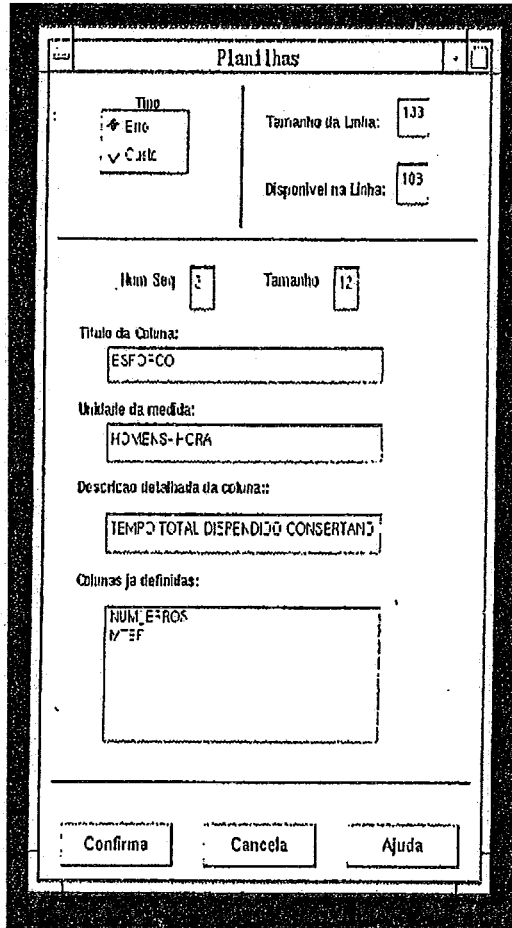 Planilhas
Tipo
Erro
Custo
Tamanho da Linha:
133
Disponivel na Linha:
103
Num Seq
3
Tamanho
12
Titulo da Coluna:
ESFORCO
Unidade da medida:
HOMENS-HORA
Descricao detalhada da coluna:
TEMPO TOTAL DISPENDIDO CONSERTANDO
Colunas ja definidas:
NUM_ERROS
MTEF
Confirma
Cancela
Ajuda